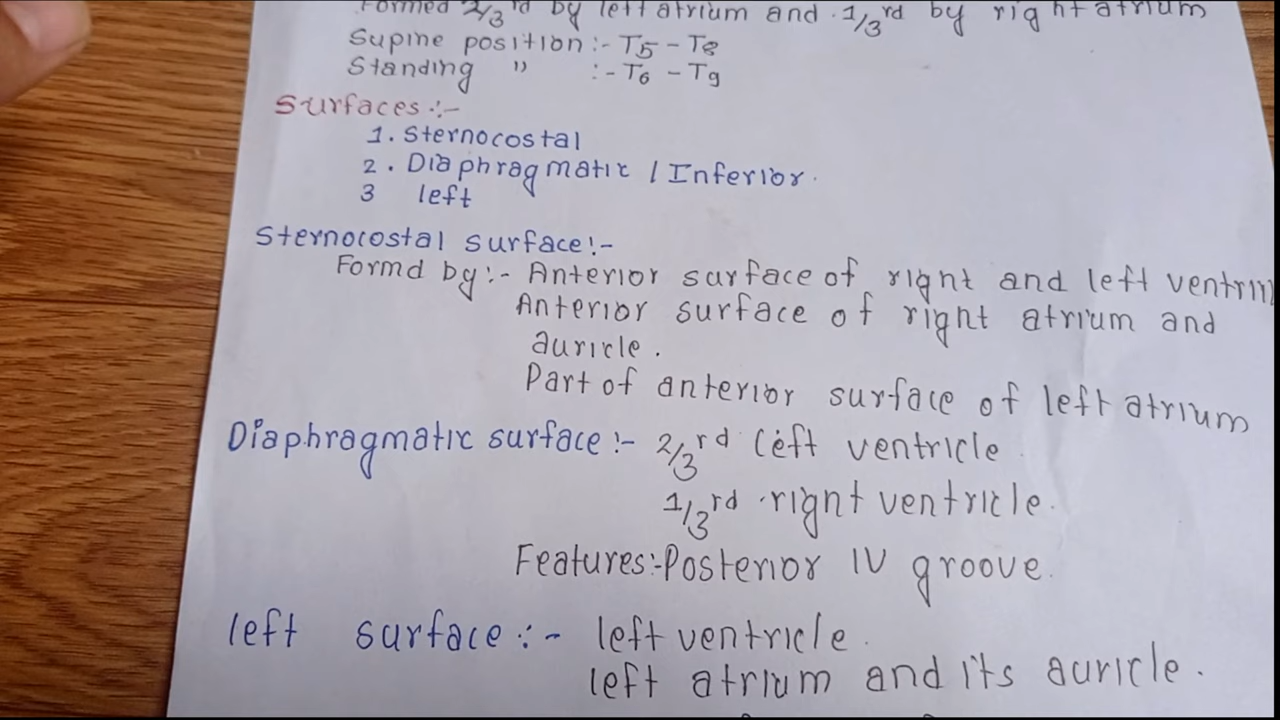 Formed 2/3rd by left atrium and 1/3rd by right atrium
Supine position :- T5 - T8
Standing " :- T6 - T9
Surfaces :-
1. Sternocostal
2. Diaphragmatic / Inferior.
3 left
Sternocostal surface :-
Formd by :- Anterior surface of right and left ventri
Anterior surface of right atrium and
auricle.
Part of anterior surface of left atrium
Diaphragmatic surface :- 2/3rd left ventricle
1/3rd right ventricle.
Features:-Posterior IV groove.
left surface :- left ventricle.
left atrium and its auricle.